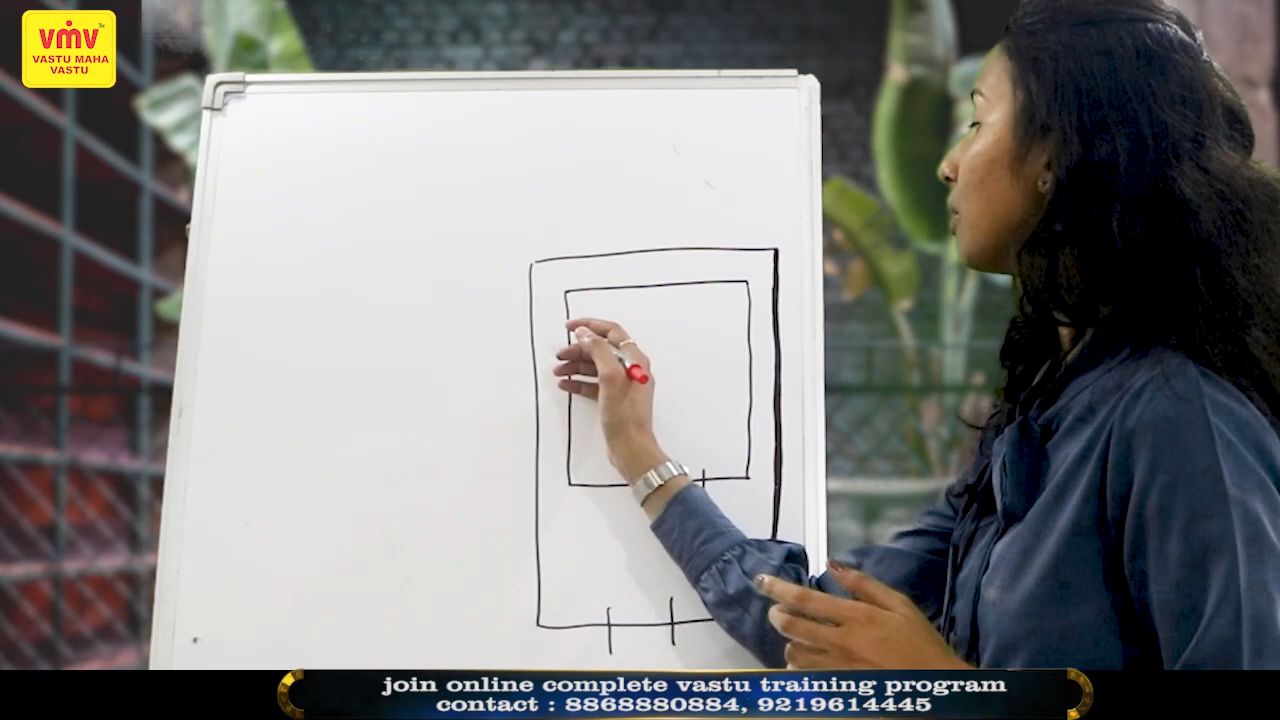 vmv
VASTU MAHA
VASTU
join online complete vastu training program
contact : 8868880884, 9219614445